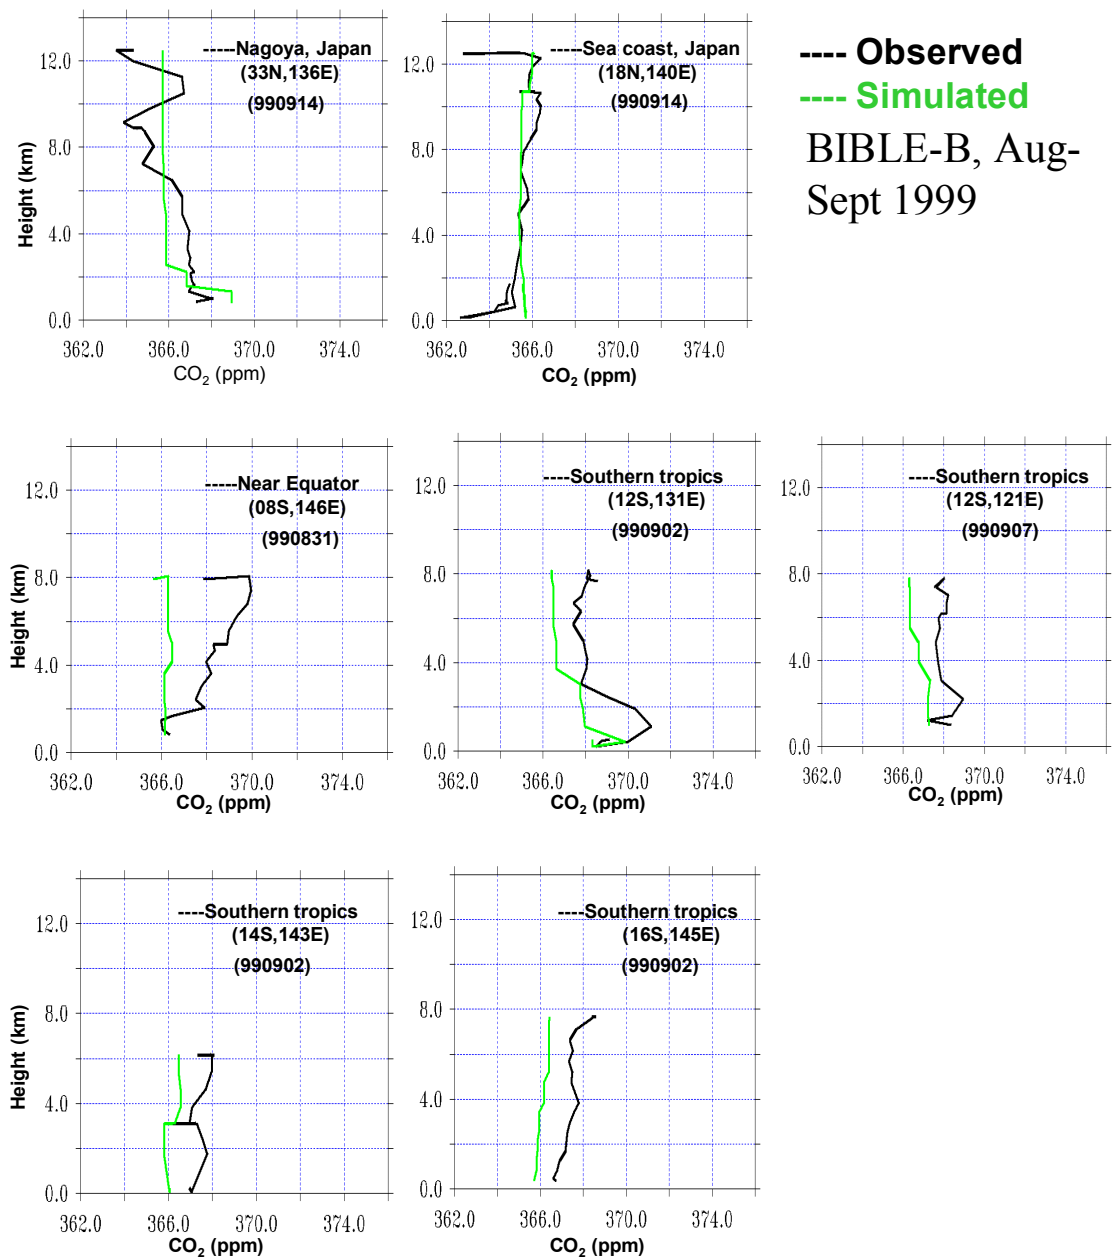 12.0
8.0
4.0
0.0
Height (km)
----- Nagoya, Japan
(33N,136E)
(990914)
362.0 366.0 370.0 374.0
CO₂ (ppm)
12.0
8.0
4.0
0.0
----- Sea coast, Japan
(18N,140E)
(990914)
362.0 366.0 370.0 374.0
CO₂ (ppm)
---- Observed
---- Simulated
BIBLE-B, Aug-
Sept 1999
12.0
8.0
4.0
0.0
Height (km)
----- Near Equator
(08S,146E)
(990831)
362.0 366.0 370.0 374.0
CO₂ (ppm)
12.0
8.0
4.0
0.0
----Southern tropics
(12S,131E)
(990902)
362.0 366.0 370.0 374.0
CO₂ (ppm)
12.0
8.0
4.0
0.0
----Southern tropics
(12S,121E)
(990907)
362.0 366.0 370.0 374.0
CO₂ (ppm)
12.0
8.0
4.0
0.0
Height (km)
----Southern tropics
(14S,143E)
(990902)
362.0 366.0 370.0 374.0
CO₂ (ppm)
12.0
8.0
4.0
0.0
----Southern tropics
(16S,145E)
(990902)
362.0 366.0 370.0 374.0
CO₂ (ppm)